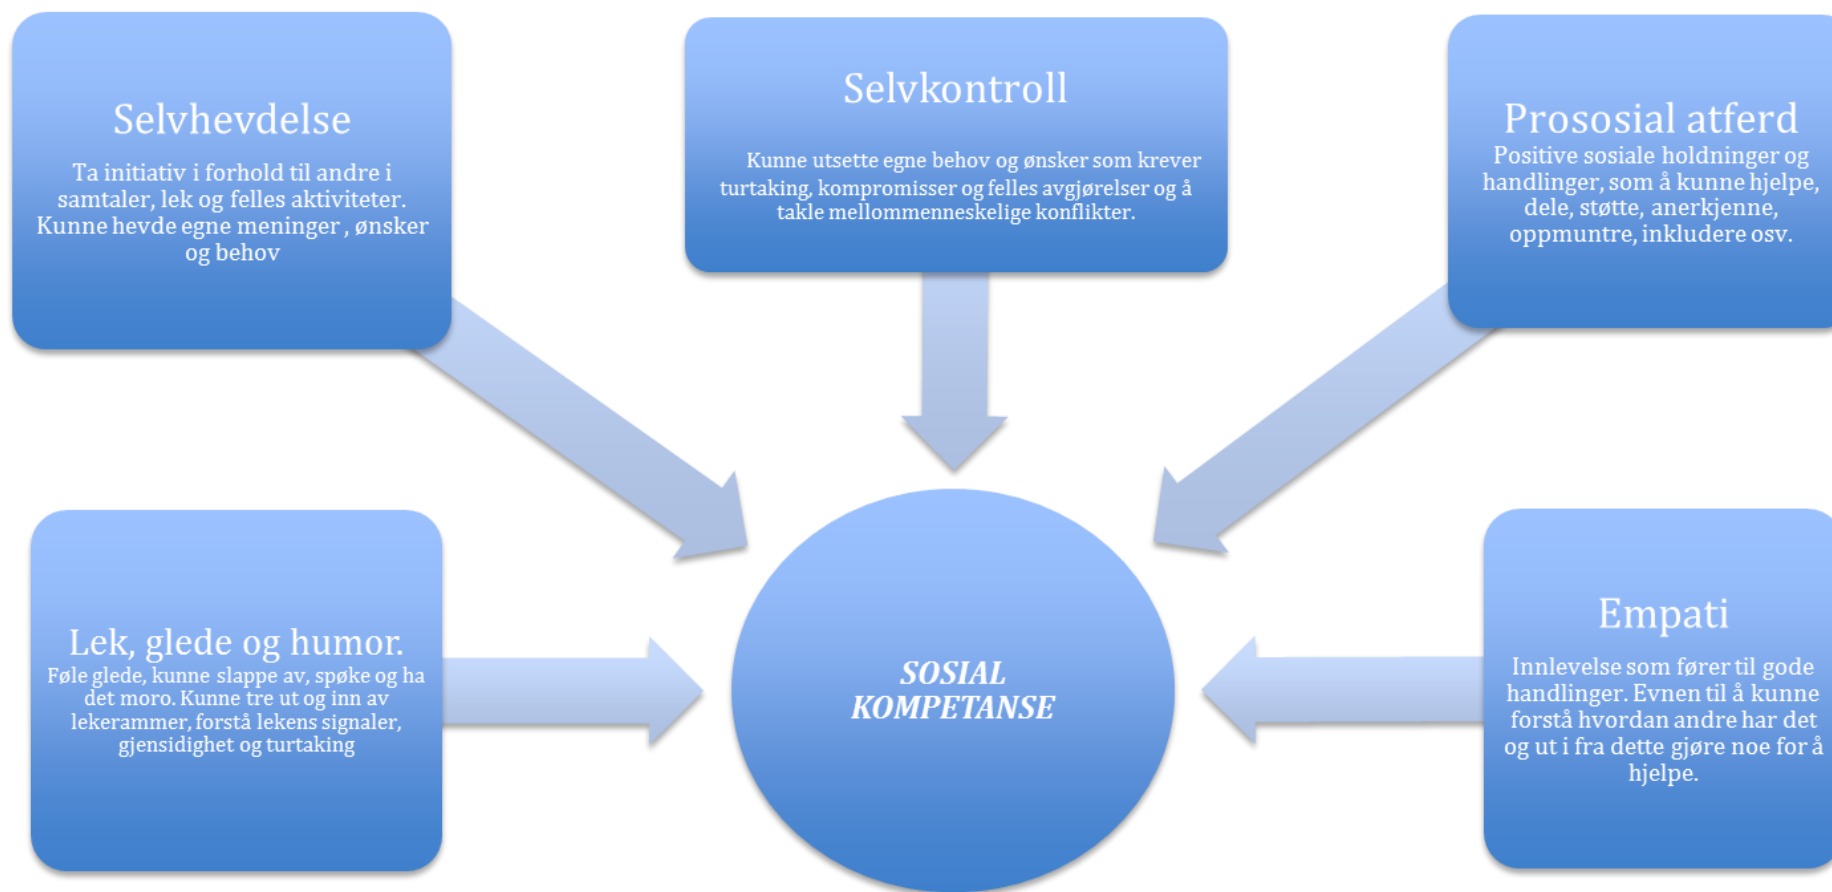 Selvhevdelse
Ta initiativ i forhold til andre i
samtaler, lek og felles aktiviteter.
Kunne hevde egne meninger , ønsker
og behov
Selvkontroll
Kunne utsette egne behov og ønsker som krever
turtaking, kompromisser og felles avgjørelser og å
takle mellommenneskelige konflikter.
Prososial atferd
Positive sosiale holdninger og
handlinger, som å kunne hjelpe,
dele, støtte, anerkjenne,
oppmuntre, inkludere osv.
Lek, glede og humor.
Føle glede, kunne slappe av, spøke og ha
det moro. Kunne tre ut og inn av
lekerammer, forstå lekens signaler,
gjensidighet og turtaking
SOSIAL
KOMPETANSE
Empati
Innlevelse som fører til gode
handlinger. Evnen til å kunne
forstå hvordan andre har det
og ut i fra dette gjøre noe for å
hjelpe.